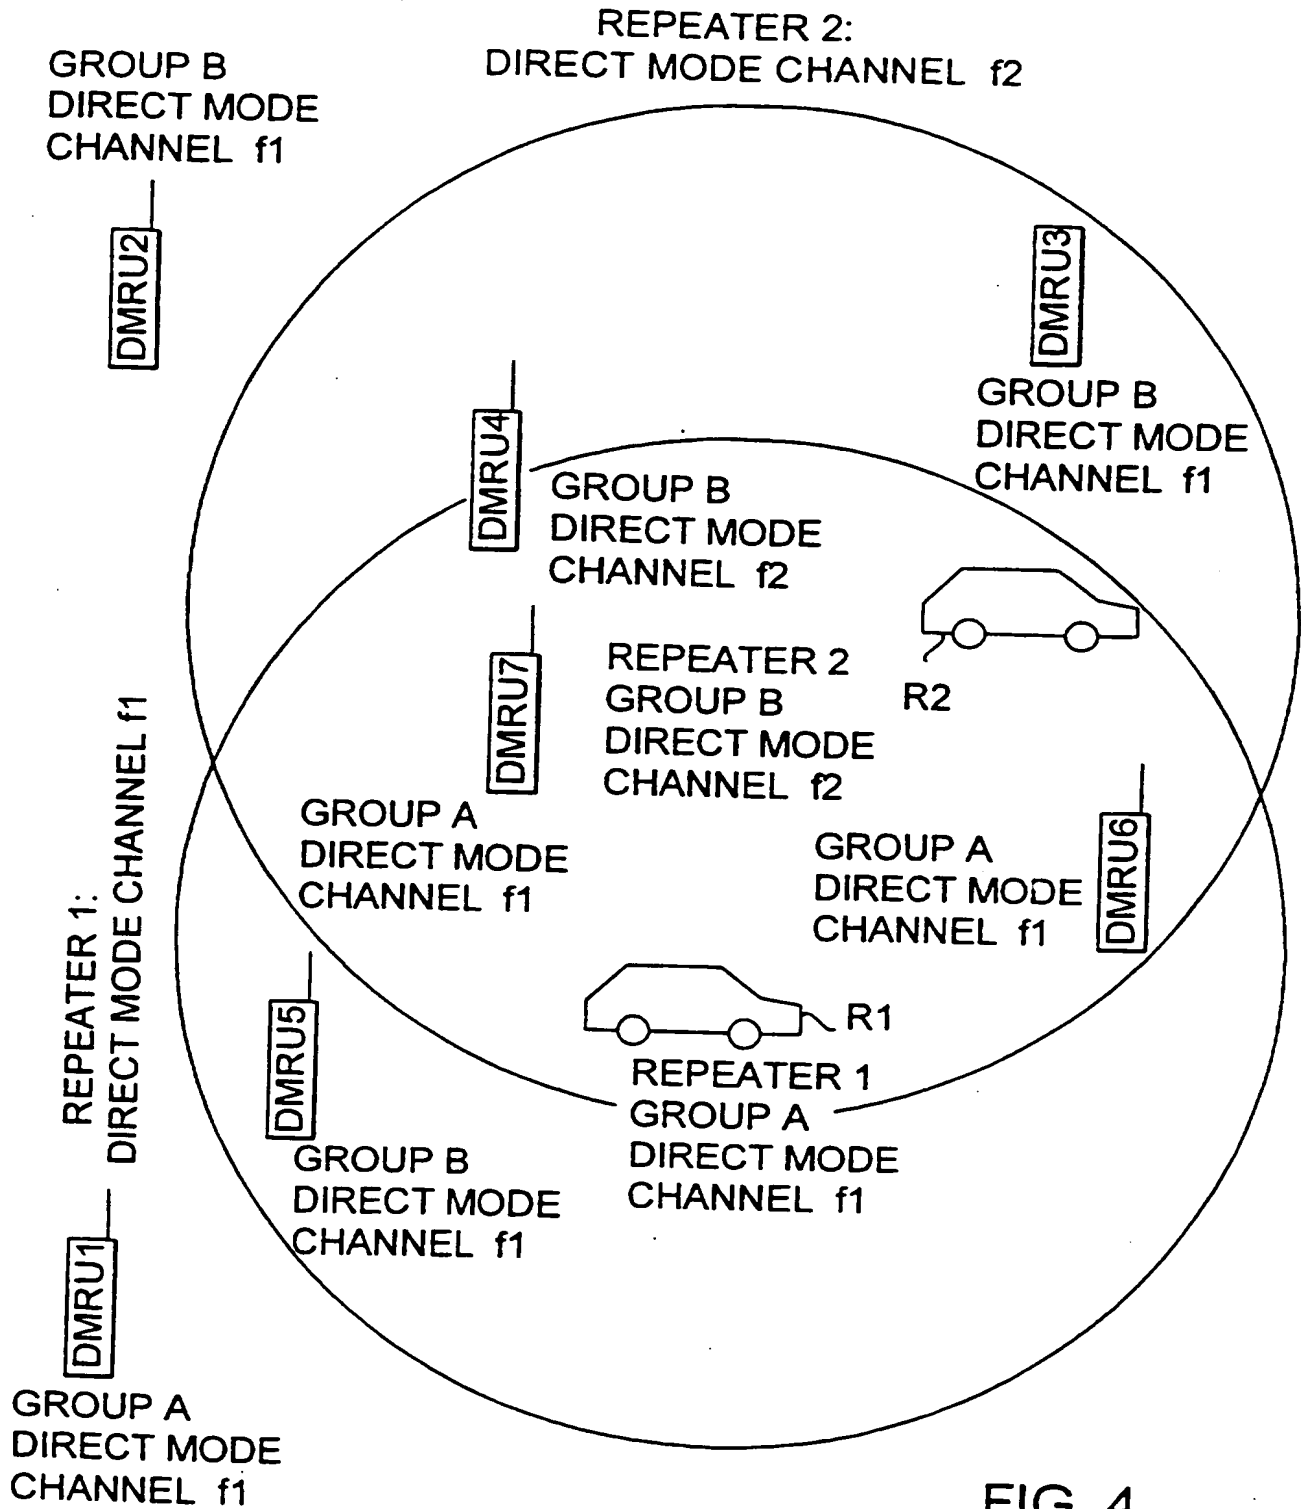 REPEATER 2:
DIRECT MODE CHANNEL f2
GROUP B
DIRECT MODE
CHANNEL f1
DMRU2
DMRU3
GROUP B
DIRECT MODE
CHANNEL f1
DMRU4
GROUP B
DIRECT MODE
CHANNEL f2
DMRU7
REPEATER 2
GROUP B
DIRECT MODE
CHANNEL f2
R2
GROUP A
DIRECT MODE
CHANNEL f1
GROUP A
DIRECT MODE
CHANNEL f1
DMRU6
REPEATER 1:
DIRECT MODE CHANNEL f1
R1
REPEATER 1
GROUP A
DIRECT MODE
CHANNEL f1
DMRU5
GROUP B
DIRECT MODE
CHANNEL f1
DMRU1
GROUP A
DIRECT MODE
CHANNEL f1
FIG. 4